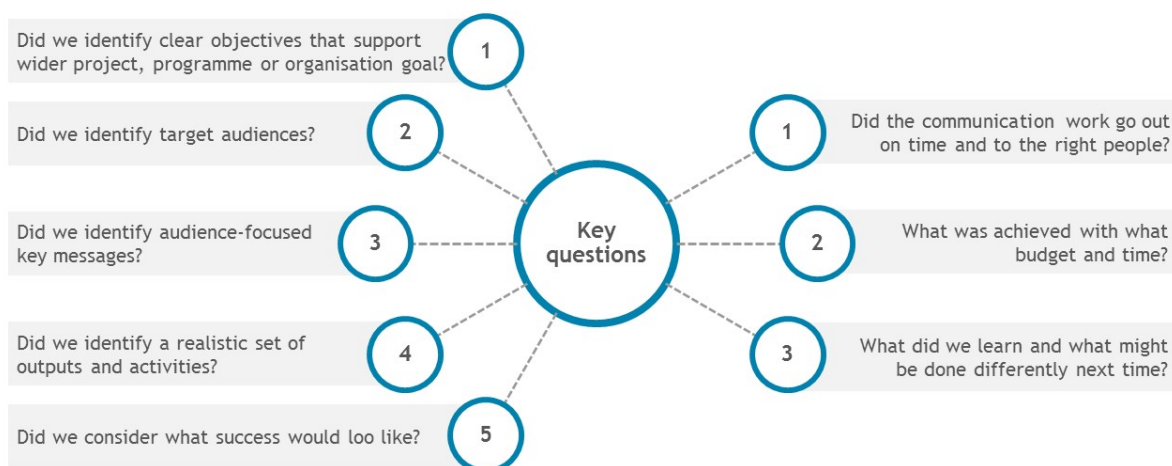 Did we identify clear objectives that support
wider project, programme or organisation goal?
1
Did we identify target audiences?
2
Did we identify audience-focused
key messages?
3
Did we identify a realistic set of
outputs and activities?
4
Did we consider what success would loo like?
5
Key
questions
1
Did the communication work go out
on time and to the right people?
2
What was achieved with what
budget and time?
3
What did we learn and what might
be done differently next time?